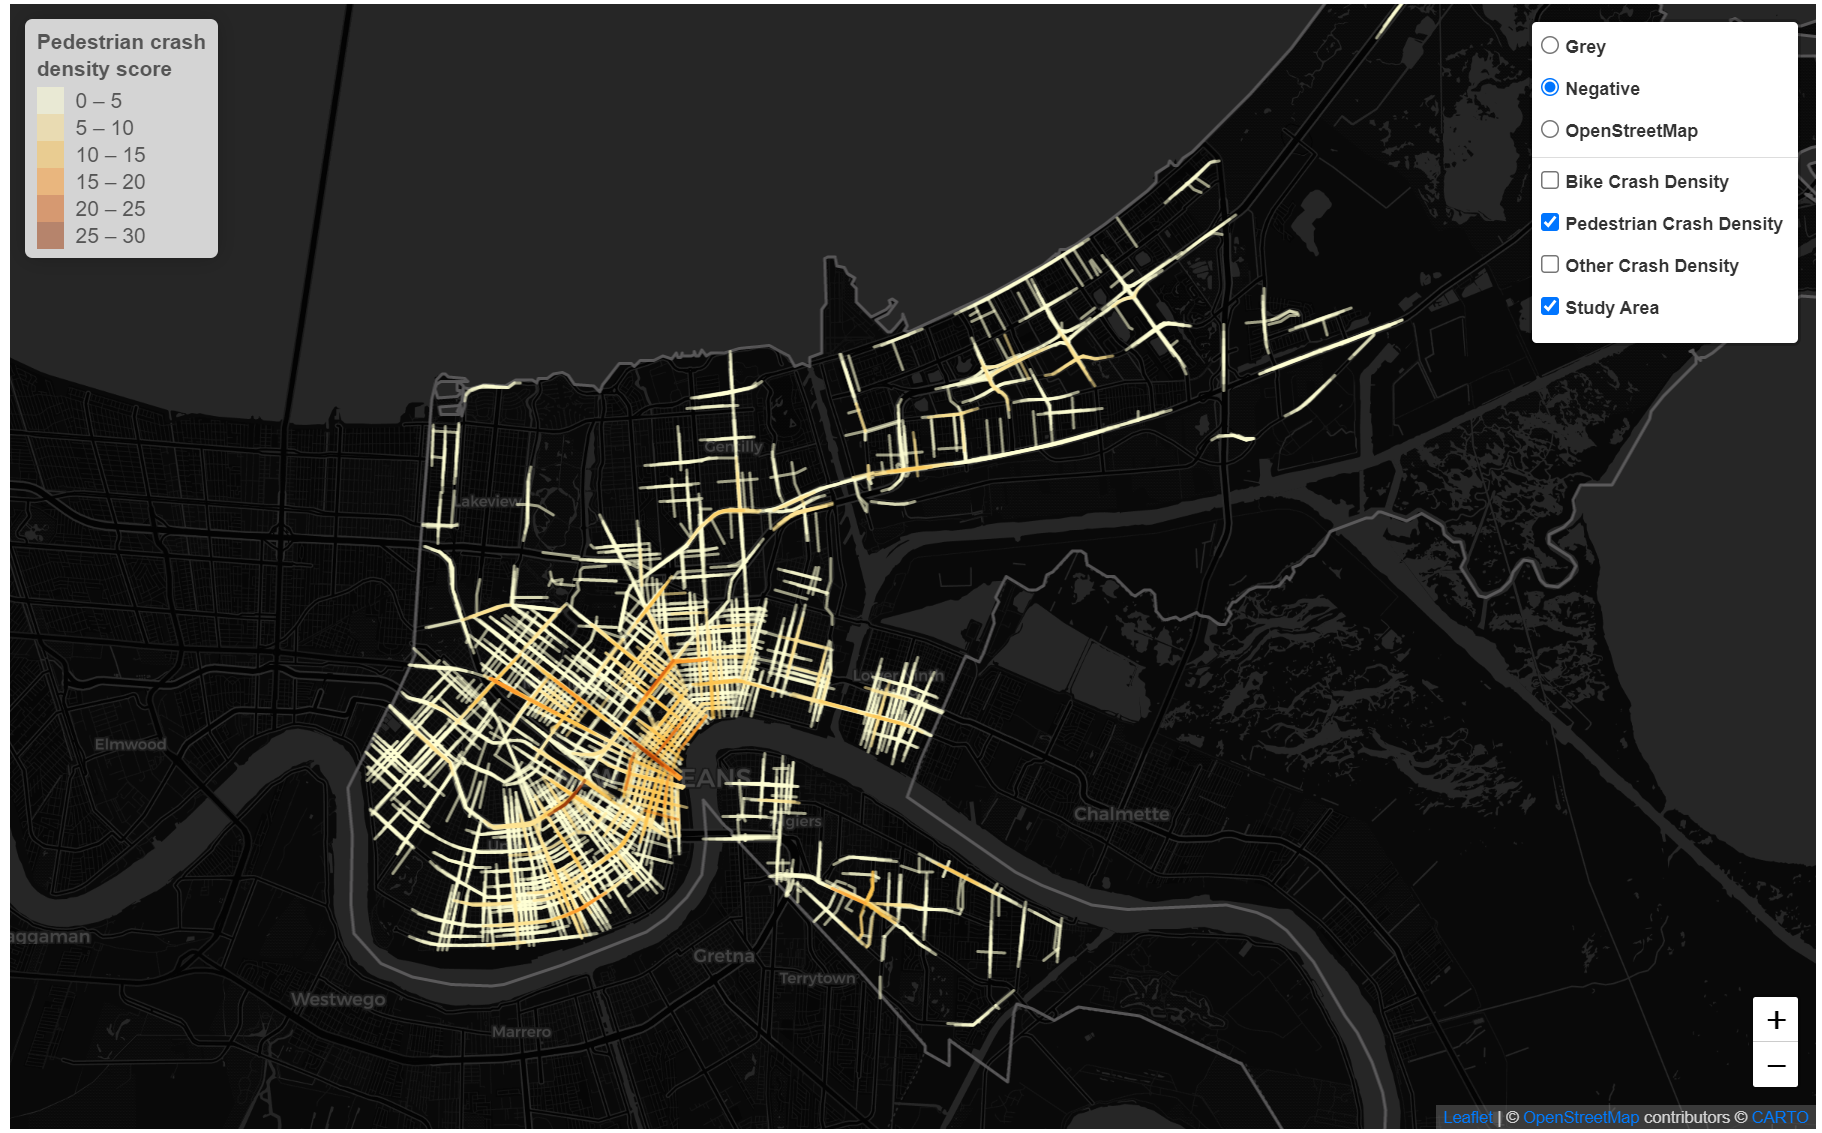 Pedestrian crash
density score
0 – 5
5 – 10
10 – 15
15 – 20
20 – 25
25 – 30
Grey
Negative
OpenStreetMap
Bike Crash Density
Pedestrian Crash Density
Other Crash Density
Study Area
Gentilly
Lakeview
Elmwood
EANS
Chalmette
giers
aggaman
Gretna
Terrytown
Westwego
Marrero
+
−
Leaflet | © OpenStreetMap contributors © CARTO